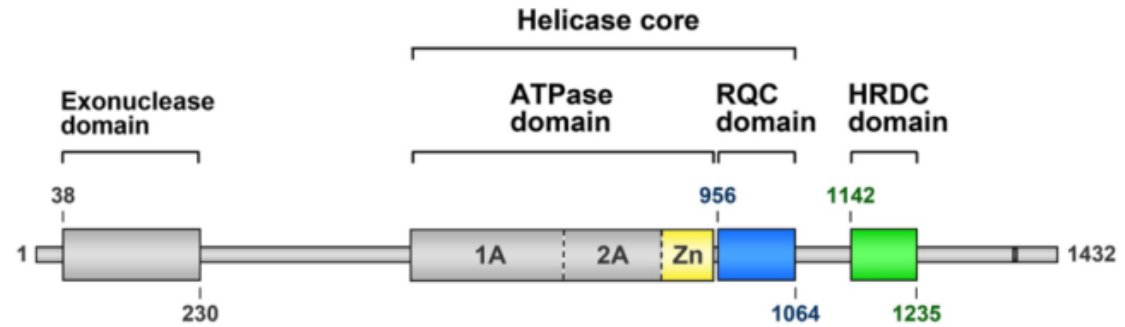 Helicase core
Exonuclease
domain
ATPase
domain
RQC
domain
HRDC
domain
38
956
1142
1
1A
2A
Zn
1432
230
1064
1235